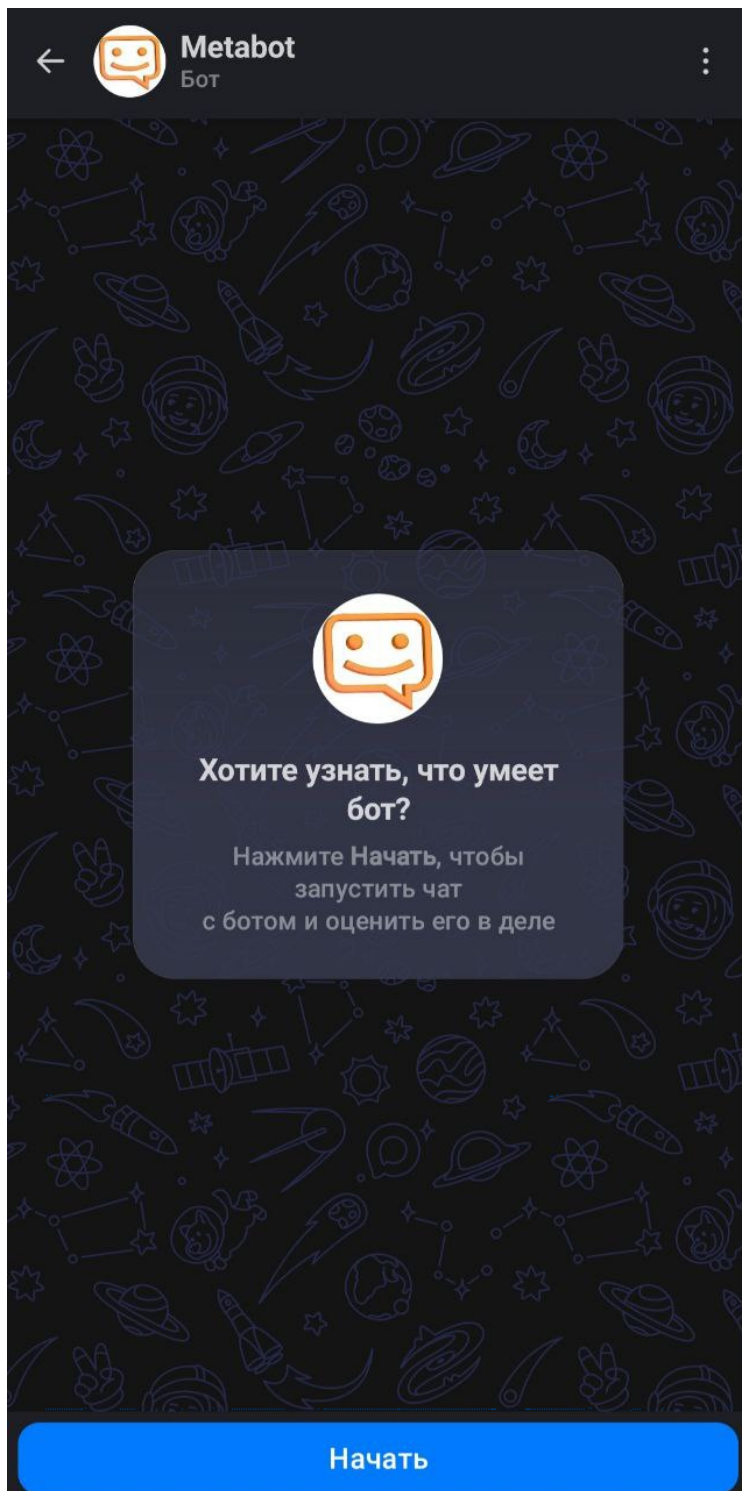 Metabot
Бот
Хотите узнать, что умеет
бот?
Нажмите Начать, чтобы
запустить чат
с ботом и оценить его в деле
Начать